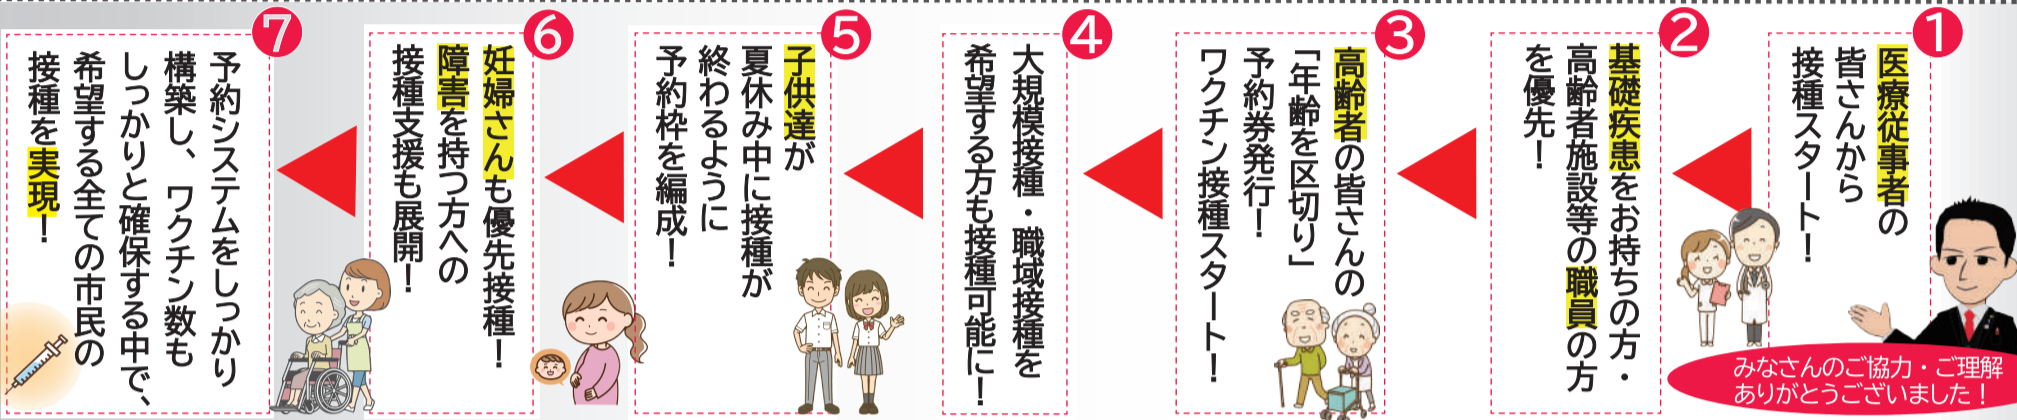 1
医療従事者の
皆さんから
接種スタート！
2
基礎疾患をお持ちの方・
高齢者施設等の職員の方
を優先！
3
高齢者の皆さんの
「年齢を区切り」
予約券発行！
ワクチン接種スタート！
4
大規模接種・職域接種を
希望する方も接種可能に！
5
子供達が
夏休み中に接種が
終わるように
予約枠を編成！
6
妊婦さんも優先接種！
障害を持つ方への
接種支援も展開！
7
予約システムをしっかり
構築し、ワクチン数も
しっかりと確保する中で、
希望する全ての市民の
接種を実現！
みなさんのご協力・ご理解
ありがとうございました！